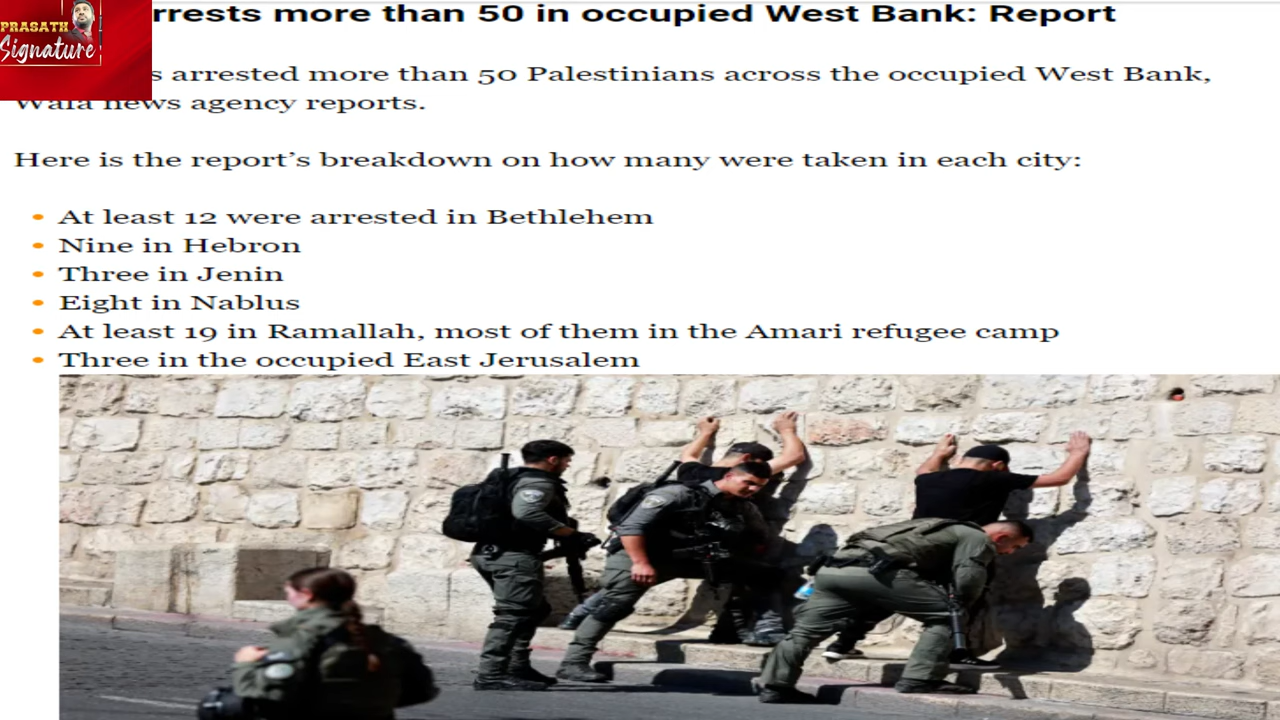 PRASATH
Signature
rrests more than 50 in occupied West Bank: Report
s arrested more than 50 Palestinians across the occupied West Bank,
Wafa news agency reports.
Here is the report’s breakdown on how many were taken in each city:
• At least 12 were arrested in Bethlehem
• Nine in Hebron
• Three in Jenin
• Eight in Nablus
• At least 19 in Ramallah, most of them in the Amari refugee camp
• Three in the occupied East Jerusalem